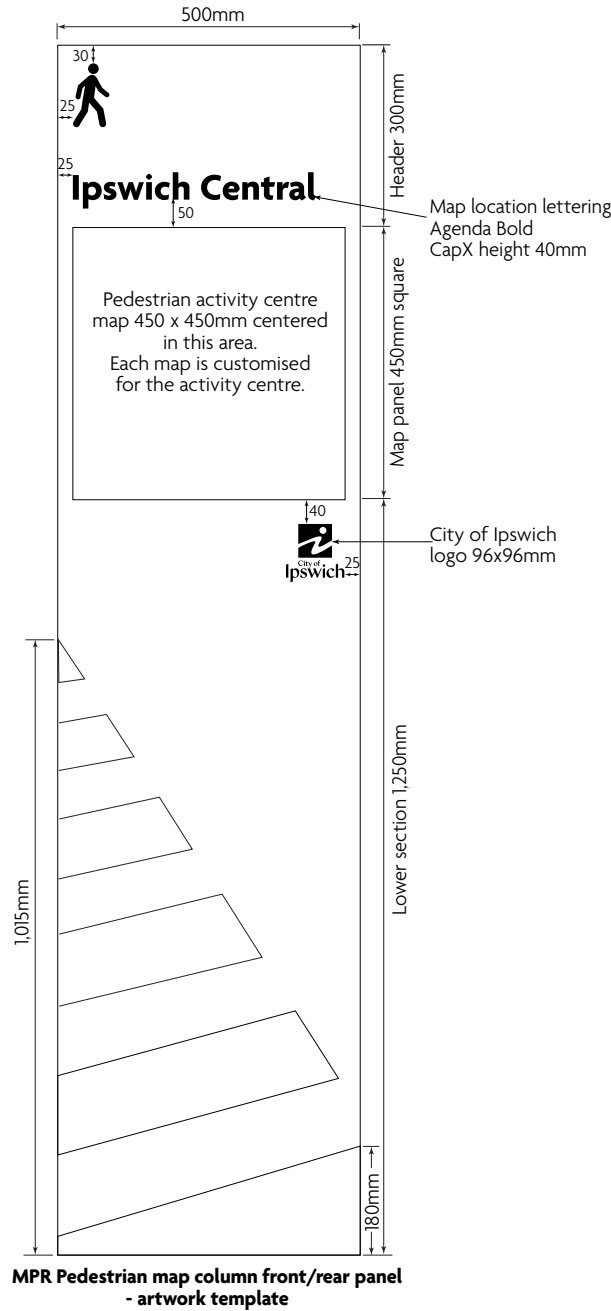 500mm
30
25
25
Ipswich Central
50
Header 300mm
Map location lettering
Agenda Bold
CapX height 40mm
Pedestrian activity centre
map 450 x 450mm centered
in this area.
Each map is customised
for the activity centre.
Map panel 450mm square
40
City of
Ipswich
25
City of Ipswich
logo 96x96mm
Lower section 1,250mm
1,015mm
180mm
MPR Pedestrian map column front/rear panel
- artwork template